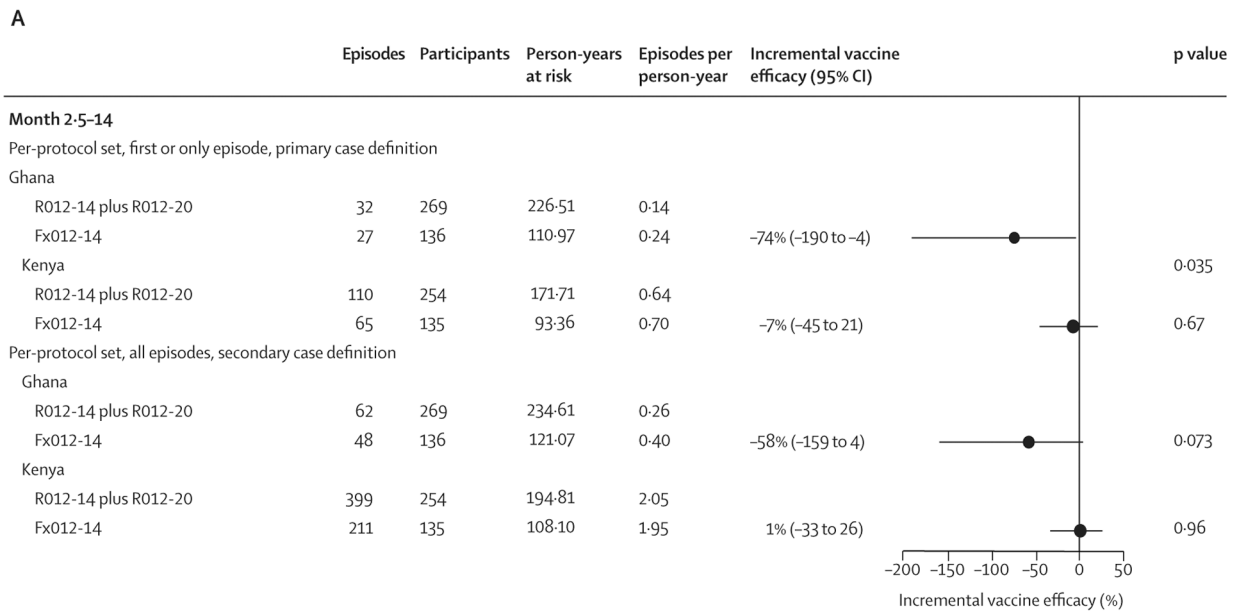 A
Episodes Participants Person-years at risk Episodes per person-year Incremental vaccine efficacy (95% CI) p value
Month 2·5–14
Per-protocol set, first or only episode, primary case definition
Ghana
R012-14 plus R012-20 32 269 226·51 0·14
Fx012-14 27 136 110·97 0·24 –74% (–190 to –4)
Kenya 0·035
R012-14 plus R012-20 110 254 171·71 0·64
Fx012-14 65 135 93·36 0·70 –7% (–45 to 21) 0·67
Per-protocol set, all episodes, secondary case definition
Ghana
R012-14 plus R012-20 62 269 234·61 0·26
Fx012-14 48 136 121·07 0·40 –58% (–159 to 4) 0·073
Kenya
R012-14 plus R012-20 399 254 194·81 2·05
Fx012-14 211 135 108·10 1·95 1% (–33 to 26) 0·96
–200 –150 –100 –50 0 50
Incremental vaccine efficacy (%)